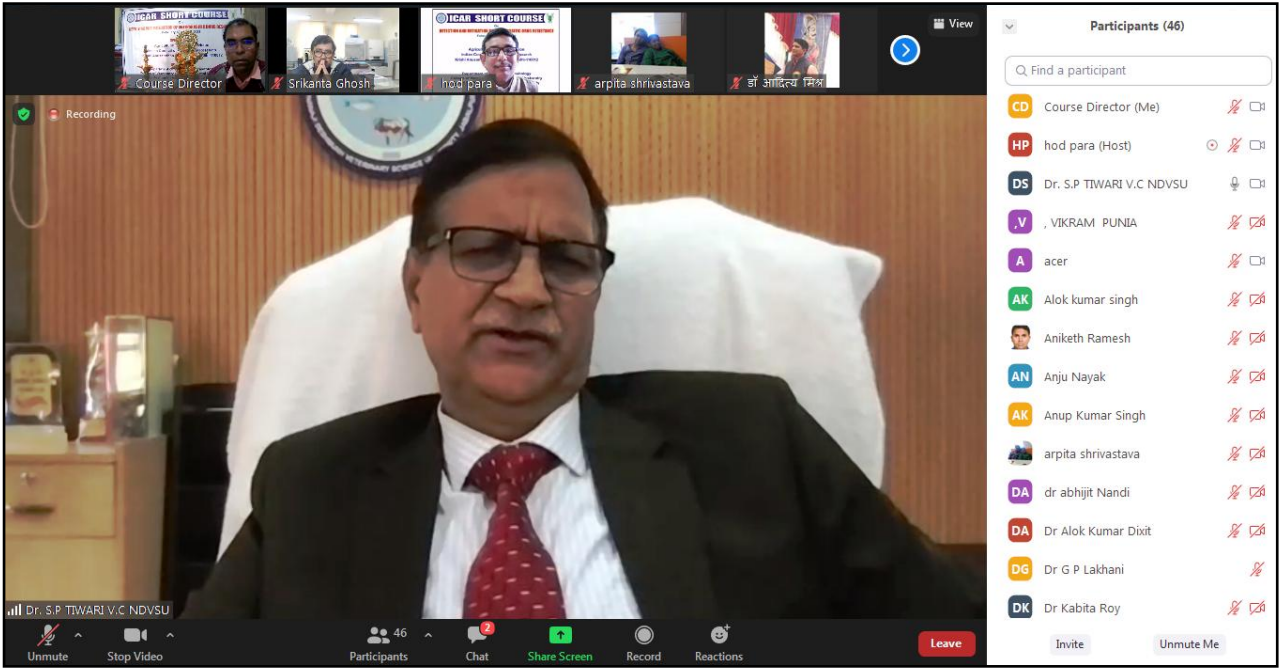 ICAR SHORT COURSE
ICAR SHORT COURSE
Course Director
Srikanta Ghosh
hod para
arpita shrivastava
डॉ आदित्य मिश्र
View
Recording
Dr. S.P TIWARI V.C NDVSU
Unmute
Stop Video
46
Participants
2
Chat
Share Screen
Record
Reactions
Leave
Participants (46)
Find a participant
CD Course Director (Me)
HP hod para (Host)
DS Dr. S.P TIWARI V.C NDVSU
,V , VIKRAM PUNIA
A acer
AK Alok kumar singh
Aniketh Ramesh
AN Anju Nayak
AK Anup Kumar Singh
arpita shrivastava
DA dr abhijit Nandi
DA Dr Alok Kumar Dixit
DG Dr G P Lakhani
DK Dr Kabita Roy
Invite
Unmute Me